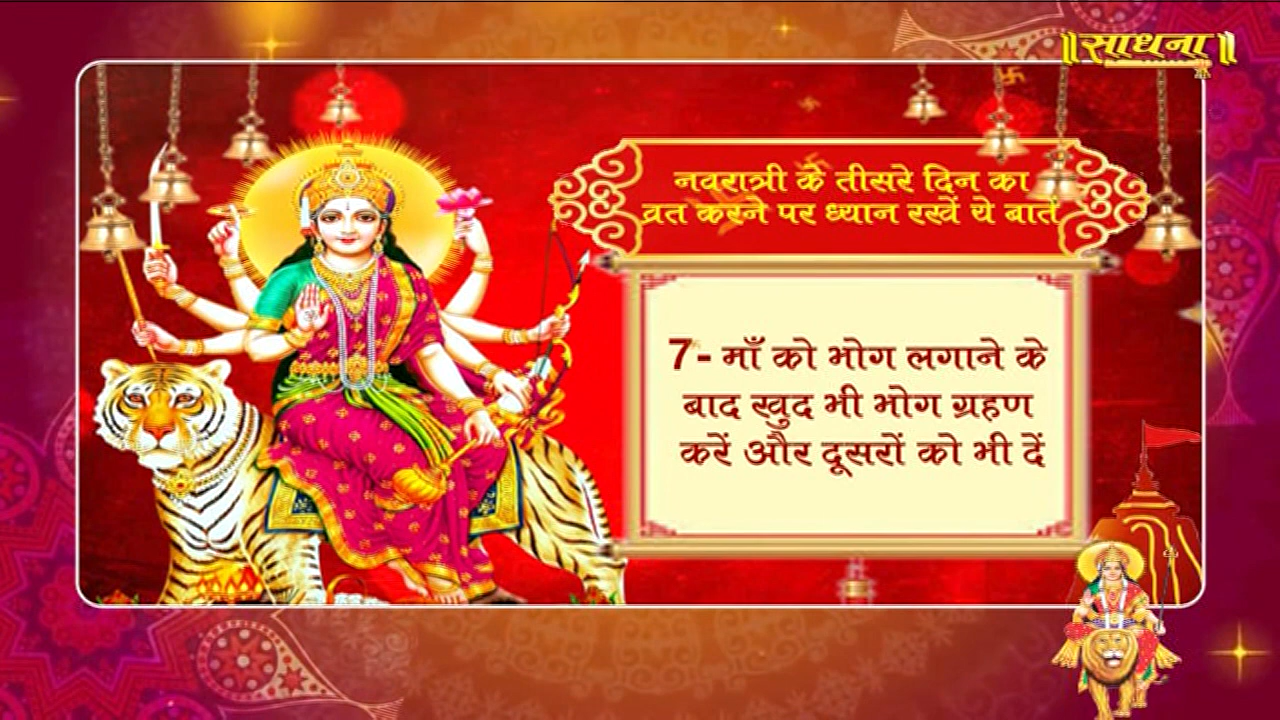 ॥साधना॥
नवरात्री के तीसरे दिन का
व्रत करने पर ध्यान रखें ये बातें
7- माँ को भोग लगाने के
बाद खुद भी भोग ग्रहण
करें और दूसरों को भी दें